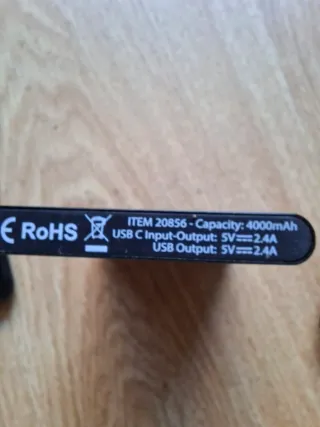 ITEM 20856 - Capacity: 4000mAh
CE RoHS USB C Input-Output: 5V⎓2.4A
USB Output: 5V⎓2.4A